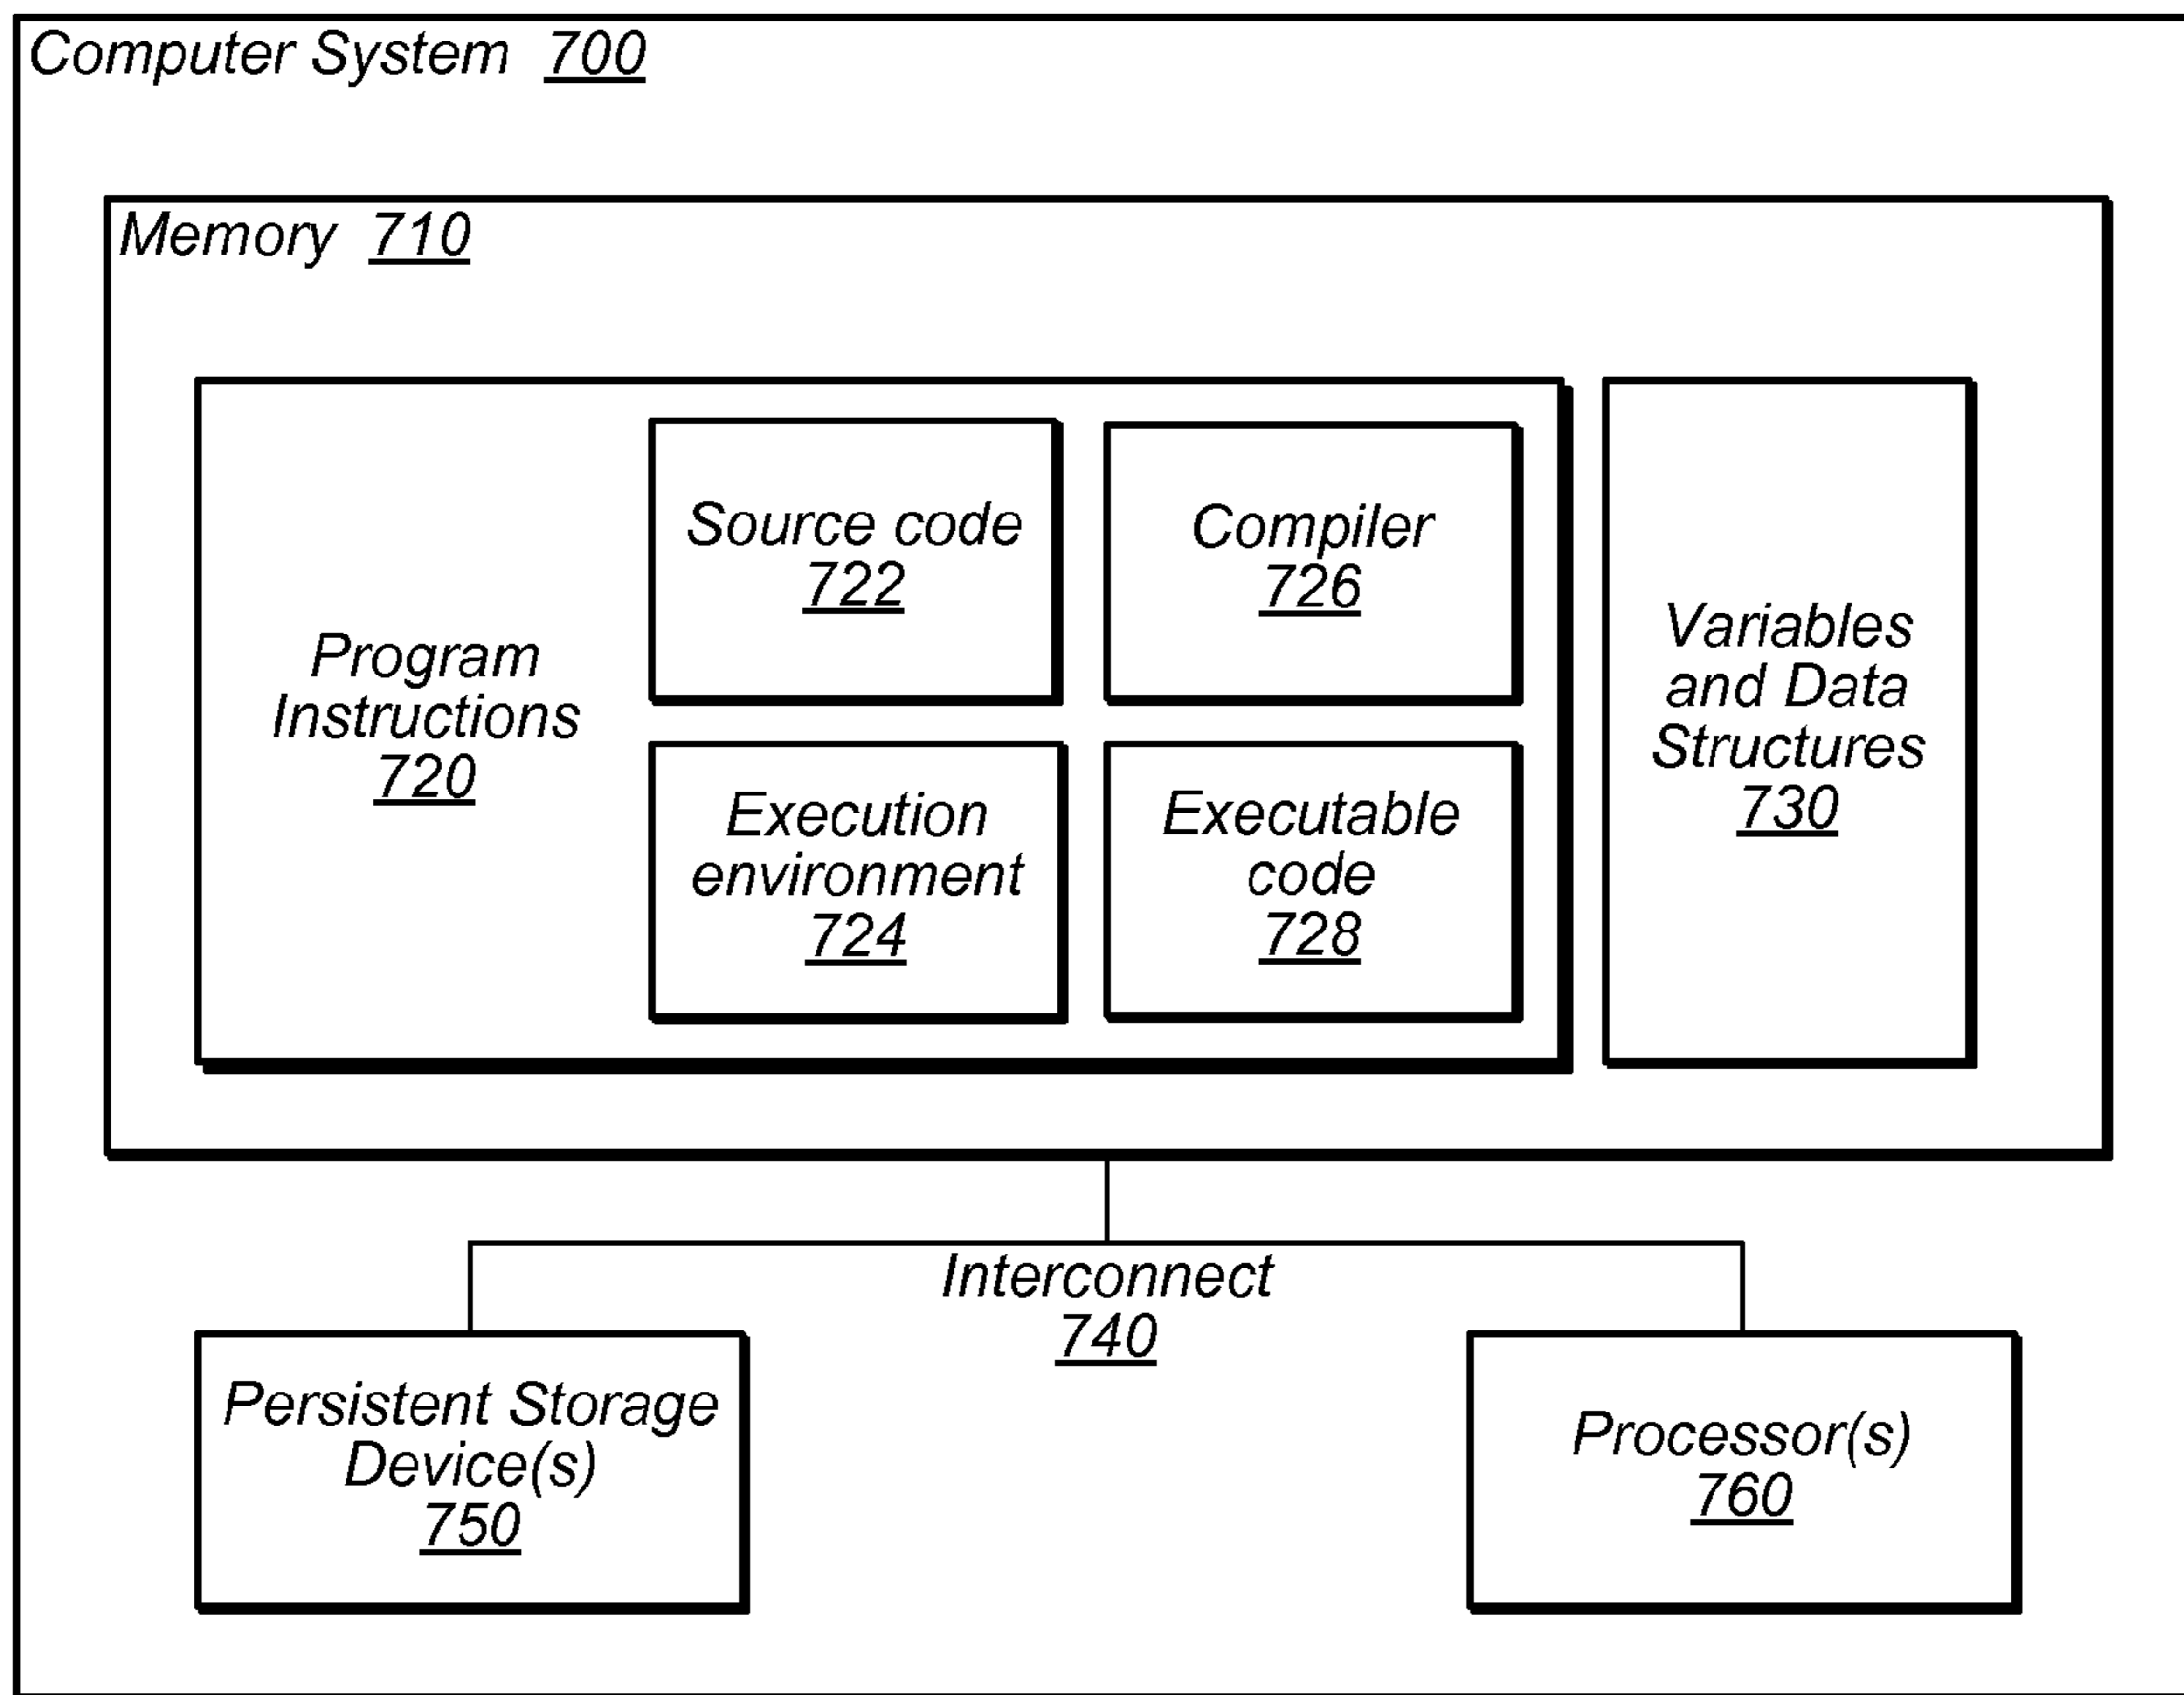 Computer System 700
Memory 710
Program
Instructions
720
Source code
722
Compiler
726
Execution
environment
724
Executable
code
728
Variables
and Data
Structures
730
Interconnect
740
Persistent Storage
Device(s)
750
Processor(s)
760